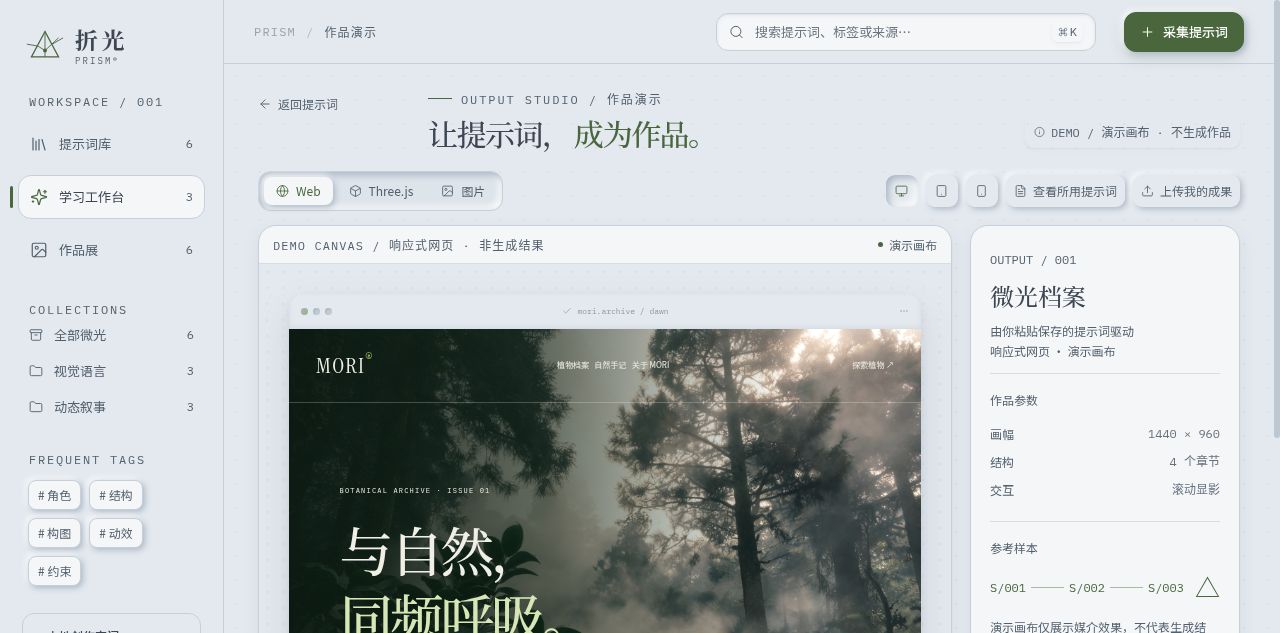 折光
PRISM®
WORKSPACE / 001
提示词库 6
学习工作台 3
作品展 6
COLLECTIONS
全部微光 6
视觉语言 3
动态叙事 3
FREQUENT TAGS
# 角色 # 结构
# 构图 # 动效
# 约束
PRISM / 作品演示
搜索提示词、标签或来源… ⌘K
采集提示词
返回提示词
OUTPUT STUDIO / 作品演示
让提示词，成为作品。
DEMO / 演示画布 · 不生成作品
Web Three.js 图片
查看所用提示词 上传我的成果
DEMO CANVAS / 响应式网页 · 非生成结果
演示画布
mori.archive / dawn
MORI®
植物档案 自然手记 关于 MORI
探索植物 ↗
BOTANICAL ARCHIVE · ISSUE 01
与自然,
同频呼吸。
OUTPUT / 001
微光档案
由你粘贴保存的提示词驱动
响应式网页 • 演示画布
作品参数
画幅 1440 × 960
结构 4 个章节
交互 滚动显影
参考样本
S/001 S/002 S/003
演示画布仅展示媒介效果，不代表生成结